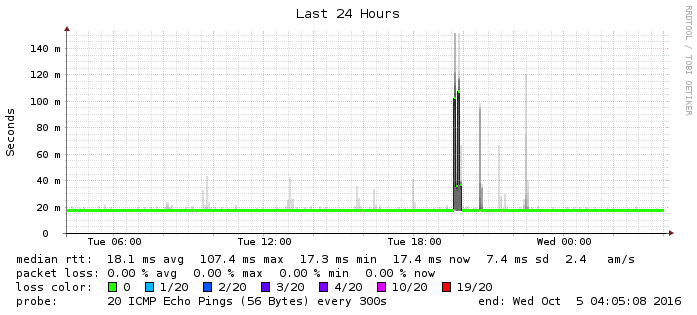 Last 24 Hours
RRDTOOL / TOBI OETIKER
Seconds
140 m
120 m
100 m
80 m
60 m
40 m
20 m
0
Tue 06:00 Tue 12:00 Tue 18:00 Wed 00:00
median rtt: 18.1 ms avg 107.4 ms max 17.3 ms min 17.4 ms now 7.4 ms sd 2.4 am/s
packet loss: 0.00 % avg 0.00 % max 0.00 % min 0.00 % now
loss color: 0 1/20 2/20 3/20 4/20 10/20 19/20
probe: 20 ICMP Echo Pings (56 Bytes) every 300s end: Wed Oct 5 04:05:08 2016